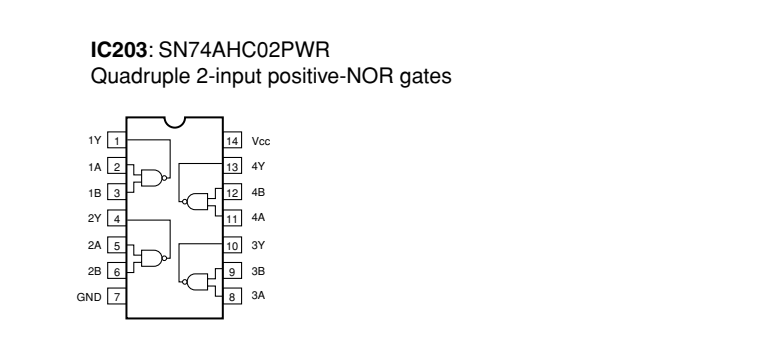 IC203: SN74AHC02PWR
Quadruple 2-input positive-NOR gates
1Y 1 14 Vcc
1A 2 13 4Y
1B 3 12 4B
2Y 4 11 4A
2A 5 10 3Y
2B 6 9 3B
GND 7 8 3A